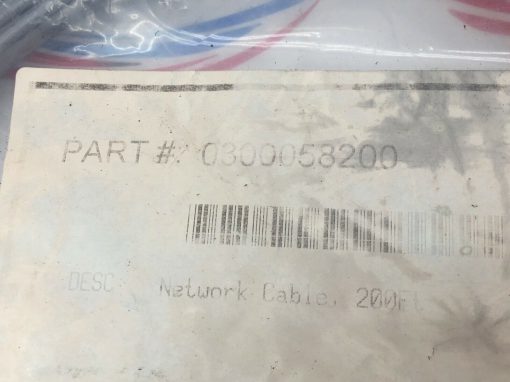 PART #: 0300058200
DESC Network Cable, 200Ft